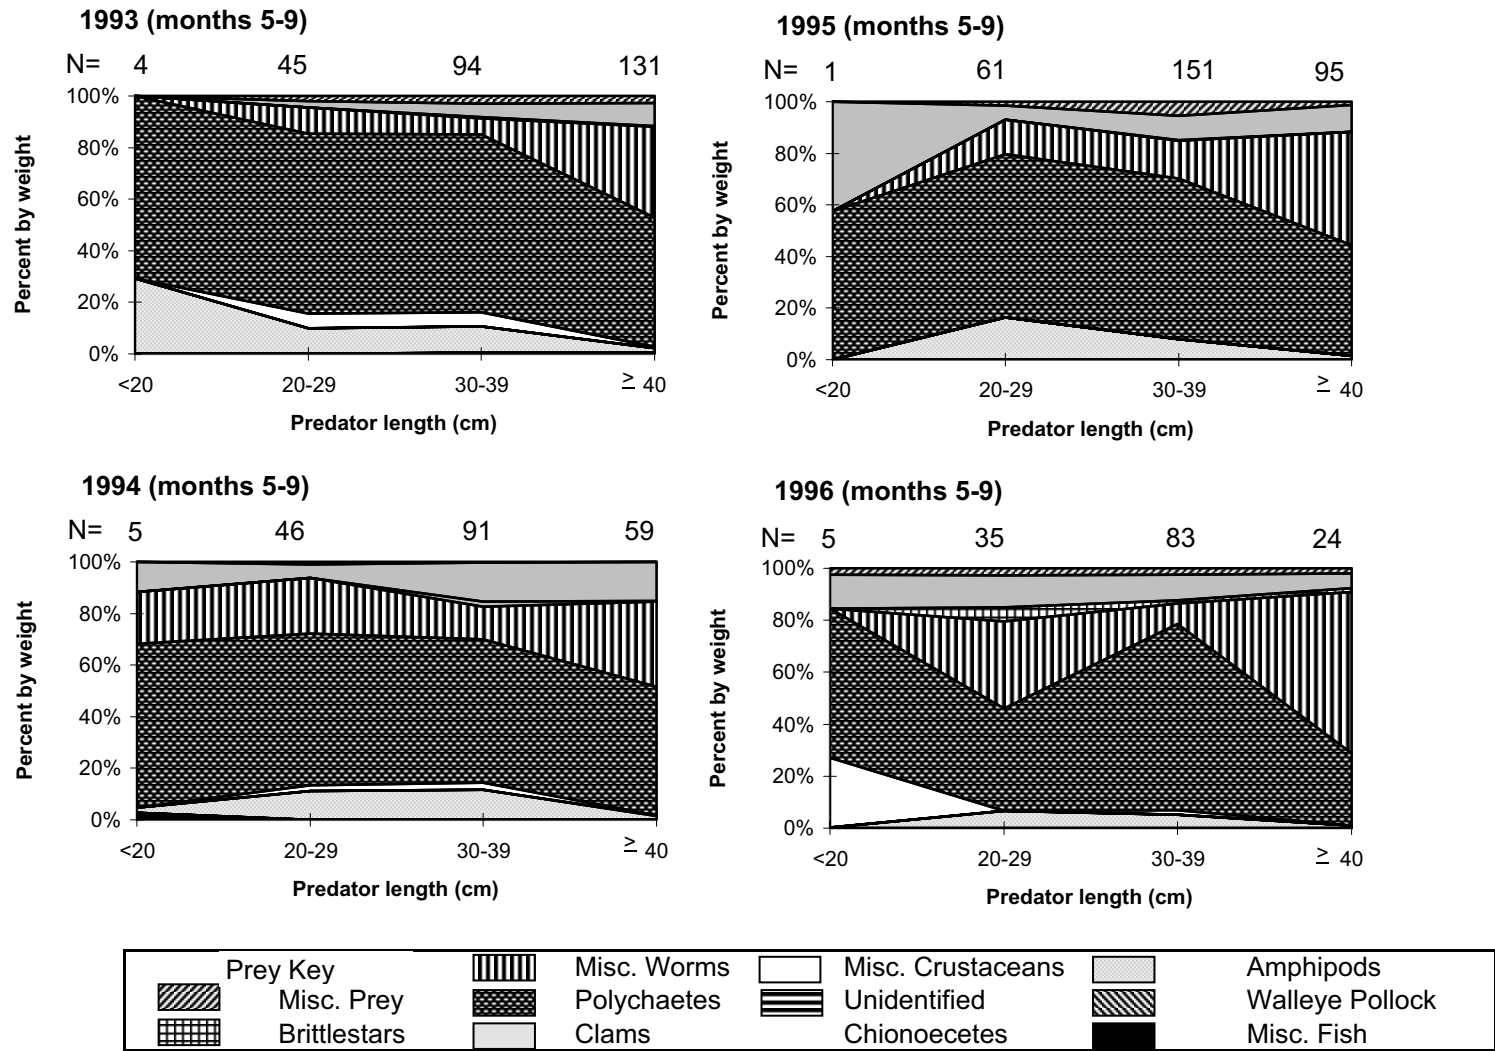 1993 (months 5-9)
N= 4 45 94 131
100%
80%
60%
40%
20%
0%
Percent by weight
<20 20-29 30-39 ≥ 40
Predator length (cm)
1995 (months 5-9)
N= 1 61 151 95
100%
80%
60%
40%
20%
0%
Percent by weight
<20 20-29 30-39 ≥ 40
Predator length (cm)
1994 (months 5-9)
N= 5 46 91 59
100%
80%
60%
40%
20%
0%
Percent by weight
<20 20-29 30-39 ≥ 40
Predator length (cm)
1996 (months 5-9)
N= 5 35 83 24
100%
80%
60%
40%
20%
0%
Percent by weight
<20 20-29 30-39 ≥ 40
Predator length (cm)
Prey Key Misc. Worms Misc. Crustaceans Amphipods
Misc. Prey Polychaetes Unidentified Walleye Pollock
Brittlestars Clams Chionoecetes Misc. Fish